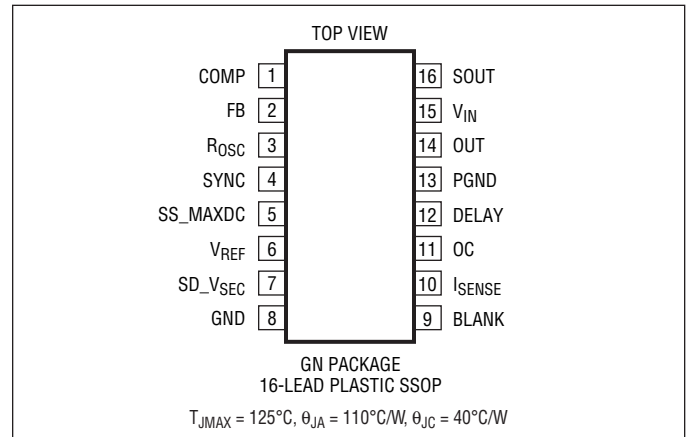 TOP VIEW
COMP 1
FB 2
ROSC 3
SYNC 4
SS_MAXDC 5
VREF 6
SD_VSEC 7
GND 8
16 SOUT
15 VIN
14 OUT
13 PGND
12 DELAY
11 OC
10 ISENSE
9 BLANK
GN PACKAGE
16-LEAD PLASTIC SSOP
TJMAX = 125°C, θJA = 110°C/W, θJC = 40°C/W